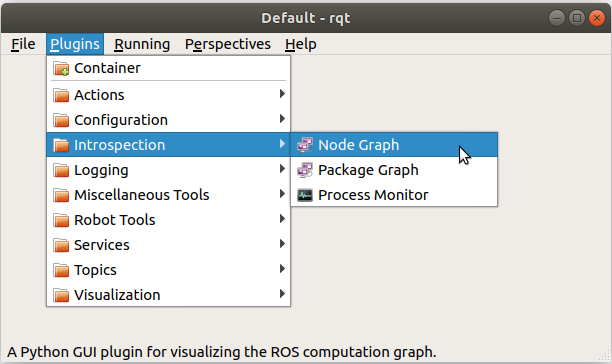 Default - rqt
File Plugins Running Perspectives Help
Container
Actions
Configuration
Introspection
Node Graph
Logging
Package Graph
Miscellaneous Tools
Process Monitor
Robot Tools
Services
Topics
Visualization
A Python GUI plugin for visualizing the ROS computation graph.